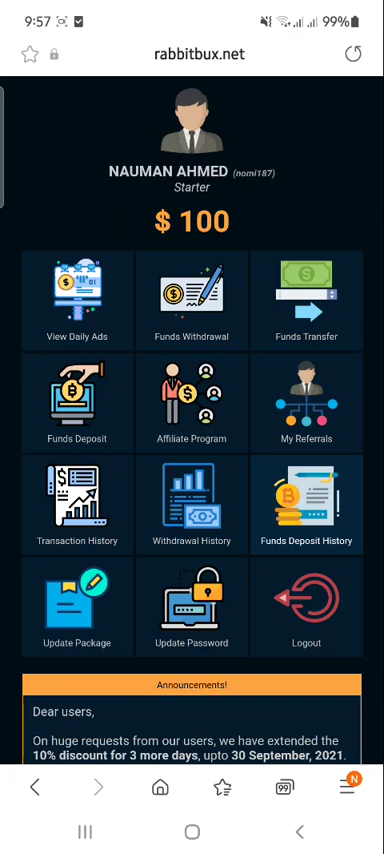 9:57
99%
rabbitbux.net
NAUMAN AHMED (nomi187)
Starter
$ 100
View Daily Ads
Funds Withdrawal
Funds Transfer
Funds Deposit
Affiliate Program
My Referrals
Transaction History
Withdrawal History
Funds Deposit History
Update Package
Update Password
Logout
Announcements!
Dear users,
On huge requests from our users, we have extended the
10% discount for 3 more days, upto 30 September, 2021.
99
N